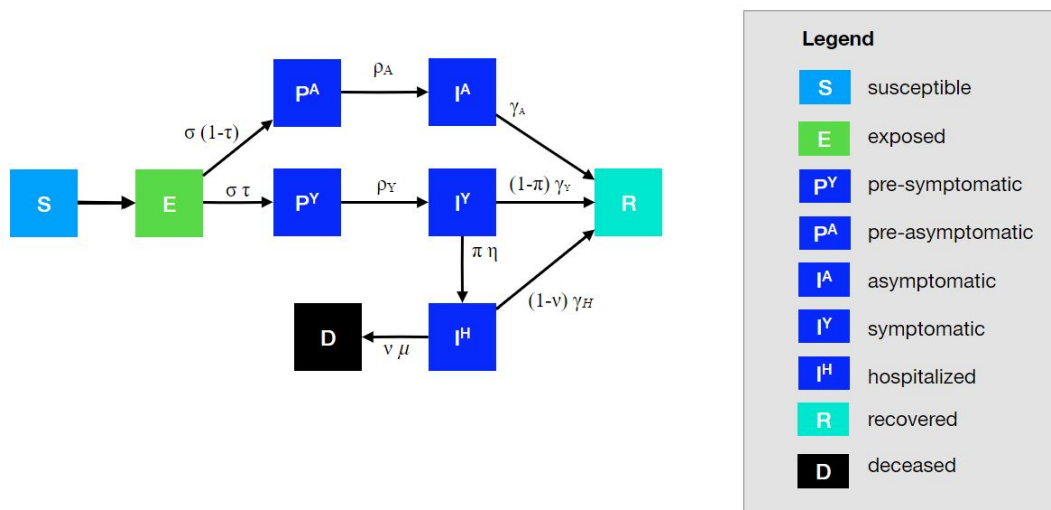 Legend
S susceptible
E exposed
Pʸ pre-symptomatic
Pᴬ pre-asymptomatic
Iᴬ asymptomatic
Iʸ symptomatic
Iᴴ hospitalized
R recovered
D deceased
ρA
Pᴬ Iᴬ
γA
σ (1-τ)
S E σ τ Pʸ ρY Iʸ (1-π) γY R
π η
(1-ν) γH
D ν μ Iᴴ